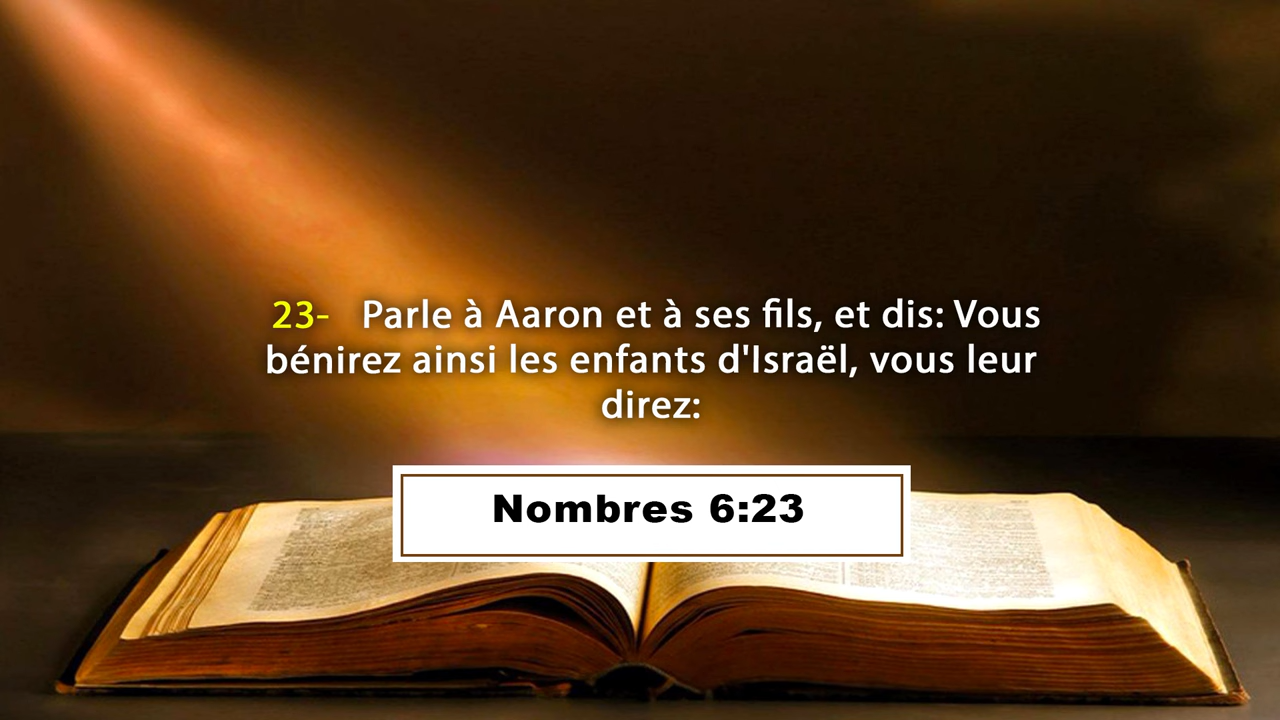 23- Parle à Aaron et à ses fils, et dis: Vous
bénirez ainsi les enfants d'Israël, vous leur
direz:
Nombres 6:23